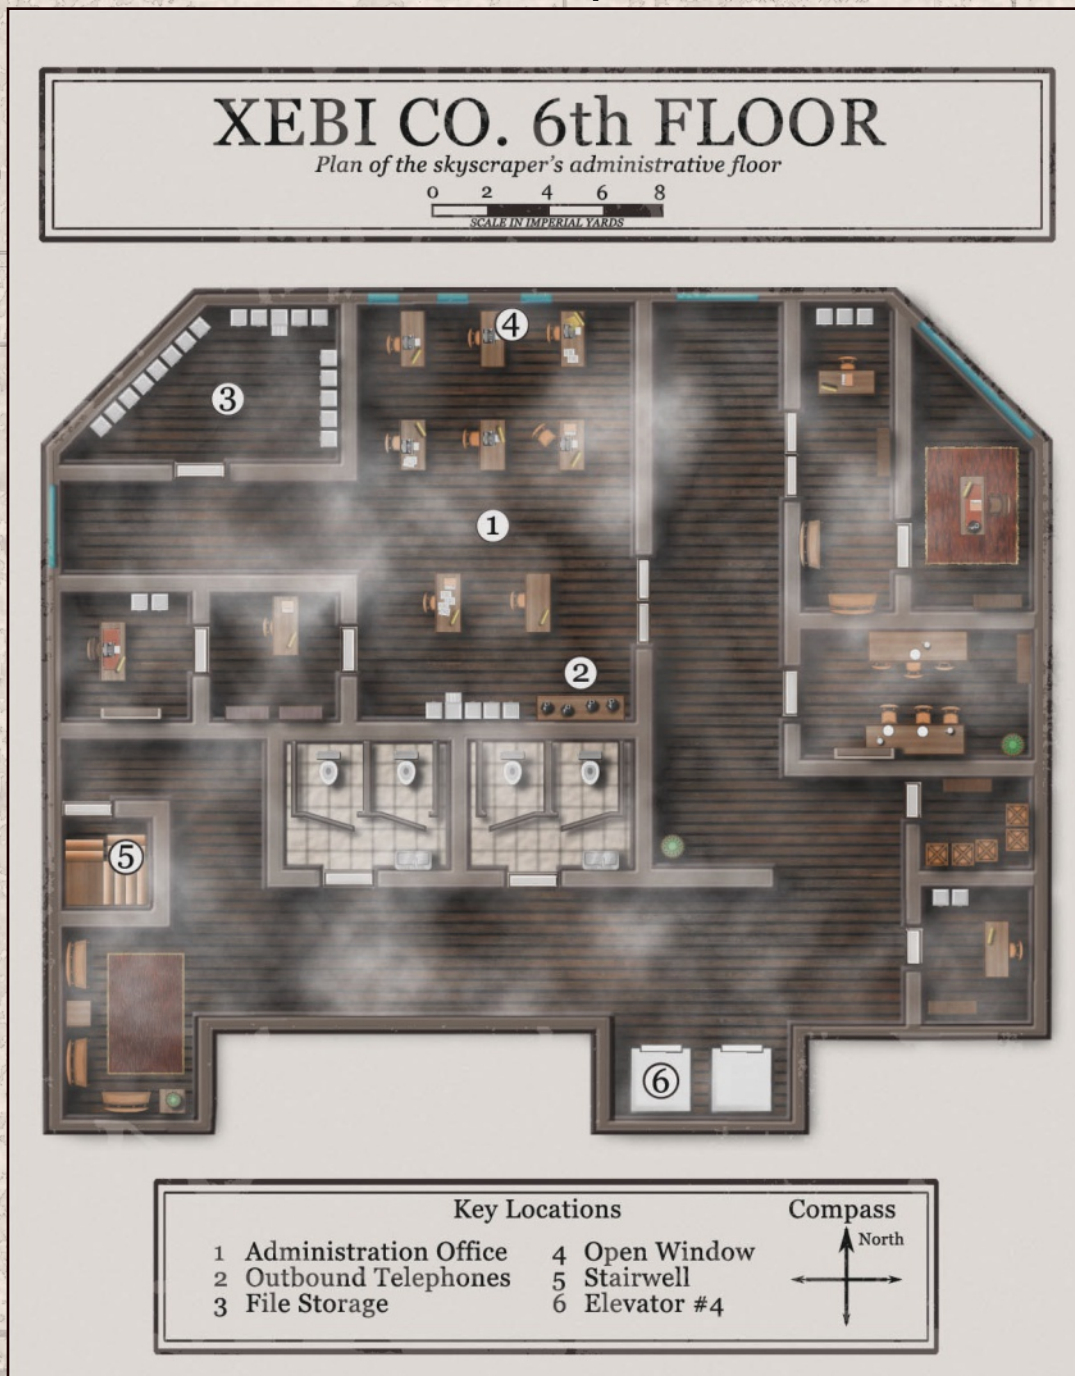 XEBI CO. 6th FLOOR
Plan of the skyscraper's administrative floor
0 2 4 6 8
SCALE IN IMPERIAL YARDS
4
3
1
2
5
6
Key Locations
Compass
North
1 Administration Office
2 Outbound Telephones
3 File Storage
4 Open Window
5 Stairwell
6 Elevator #4